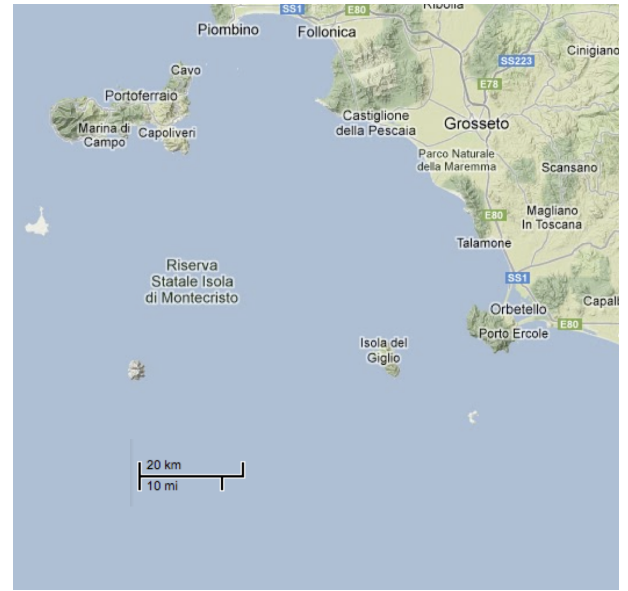 Ribolla
SS1
E80
Piombino
Follonica
Cinigiano
SS223
Cavo
E78
Portoferraio
Castiglione
della Pescaia
Grosseto
Marina di
Campo
Capoliveri
Parco Naturale
della Maremma
Scansano
Magliano
In Toscana
E80
Talamone
Riserva
Statale Isola
di Montecristo
SS1
Orbetello
Capalb
Porto Ercole
E80
Isola del
Giglio
20 km
10 mi